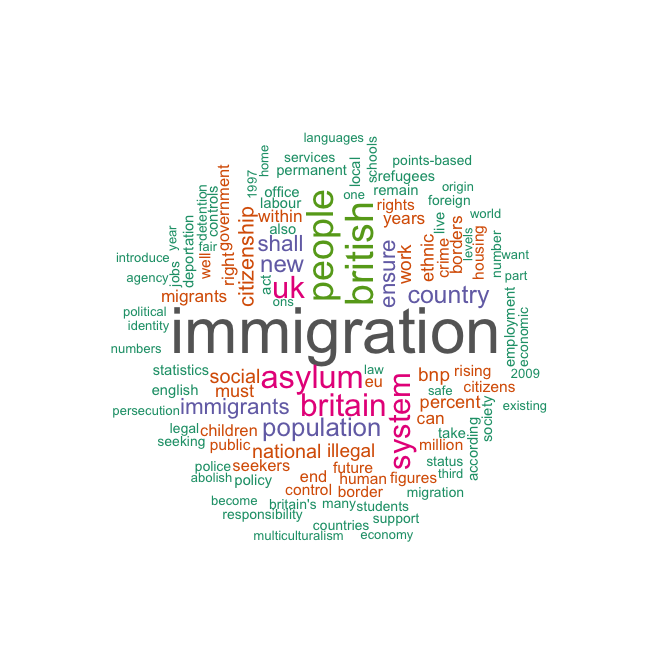 languages
services
permanent
home
local
schools
points-based
refugees
remain
origin
foreign
1997
office
labour
within
also
government
detention
controls
citizenship
shall
new
people
british
one
rights
years
live
world
levels
number
want
part
housing
borders
crime
ethnic
work
ensure
country
year
fair
deportation
well
right
introduce
agency
jobs
migrants
act
uk
ons
political
identity
immigration
employment
economic
numbers
statistics
social
asylum
law
eu
bnp
rising
2009
english
must
safe
citizens
immigrants
britain
system
percent
existing
persecution
population
can
society
legal
children
take
seeking
public
national
illegal
million
according
police
seekers
future
status
third
abolish
policy
end
human
figures
control
border
migration
become
britain's
many
students
responsibility
support
countries
multiculturalism
economy